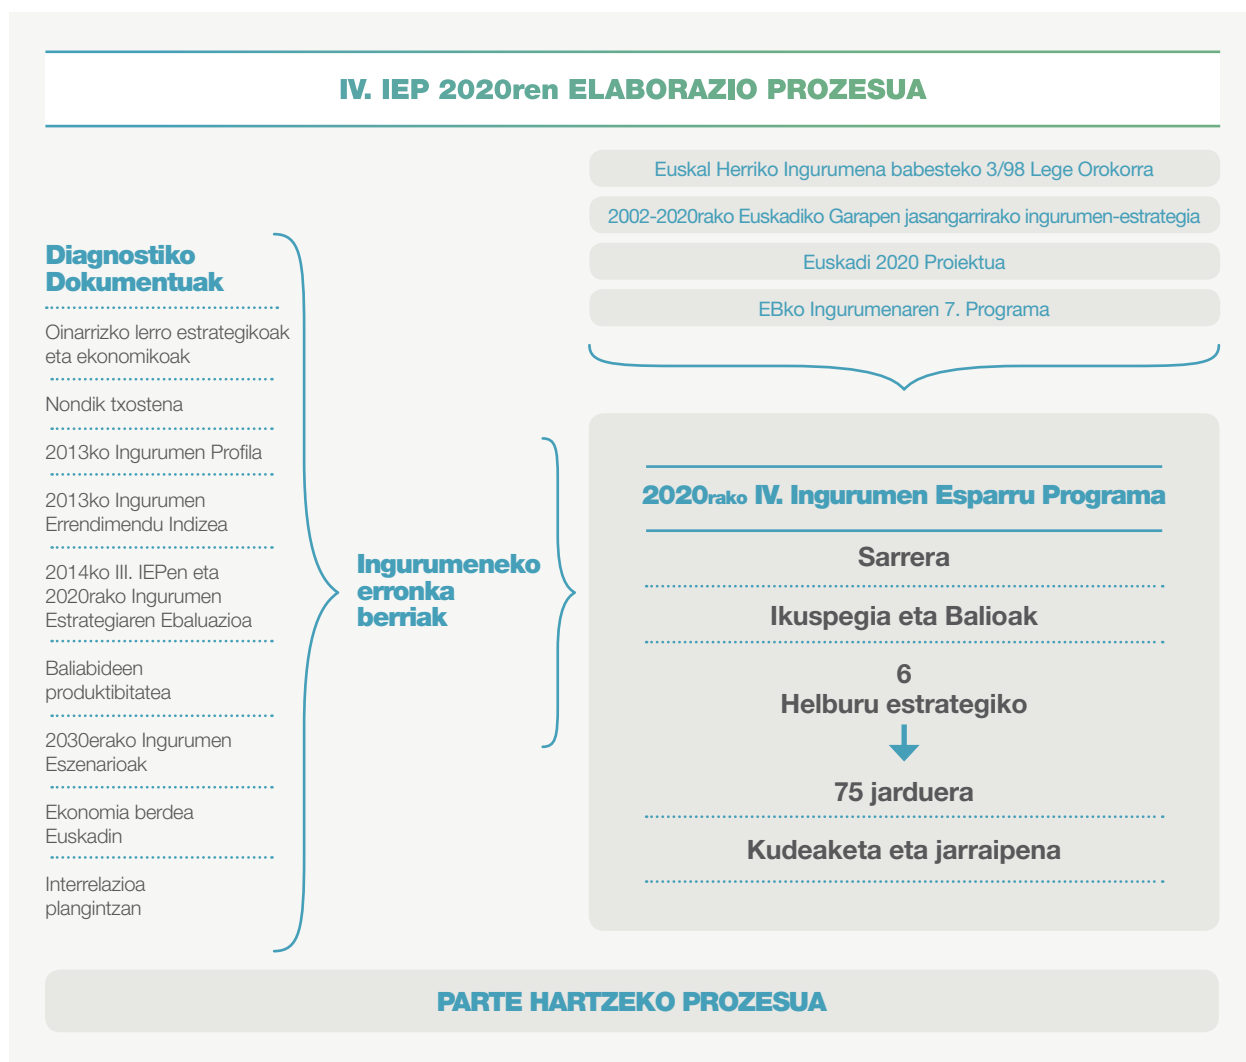 IV. IEP 2020ren ELABORAZIO PROZESUA
Euskal Herriko Ingurumena babesteko 3/98 Lege Orokorra
2002-2020rako Euskadiko Garapen jasangarrirako ingurumen-estrategia
Euskadi 2020 Proiektua
EBko Ingurumenaren 7. Programa
Diagnostiko
Dokumentuak
Oinarrizko lerro estrategikoak
eta ekonomikoak
Nondik txostena
2013ko Ingurumen Profila
2013ko Ingurumen
Errendimendu Indizea
2014ko III. IEPen eta
2020rako Ingurumen
Estrategiaren Ebaluazioa
Baliabideen
produktibitatea
2030erako Ingurumen
Eszenarioak
Ekonomia berdea
Euskadin
Interrelazioa
plangintzan
Ingurumeneko
erronka
berriak
2020rako IV. Ingurumen Esparru Programa
Sarrera
Ikuspegia eta Balioak
6
Helburu estrategiko
75 jarduera
Kudeaketa eta jarraipena
PARTE HARTZEKO PROZESUA